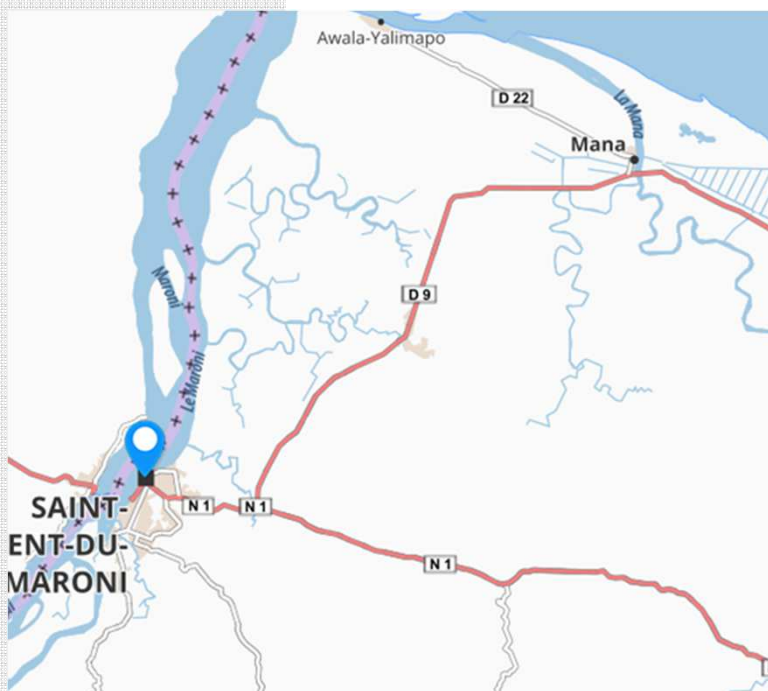 Awala-Yalimapo
D 22
La Mana
Mana
D 9
Maroni
Le Maroni
SAINT-
ENT-DU-
MARONI
N 1
N 1
N 1